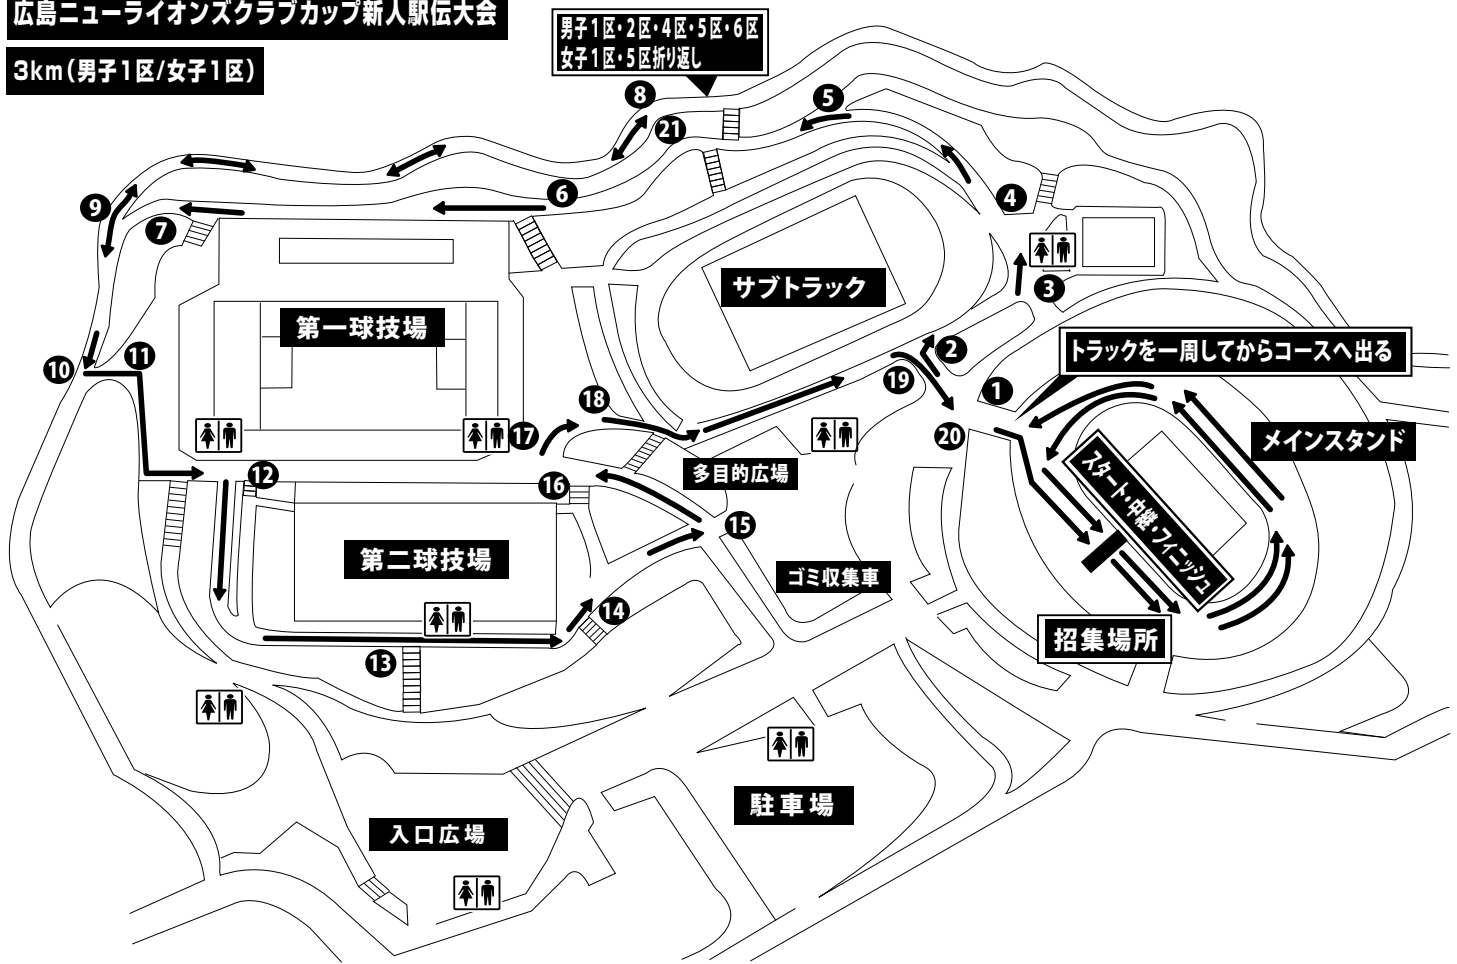 広島ニューライオンズクラブカップ新人駅伝大会
3km(男子1区/女子1区)
男子1区・2区・4区・5区・6区
女子1区・5区折り返し
8
5
21
9
6
4
7
3
サブトラック
第一球技場
トラックを一周してからコースへ出る
2
11
10
19
1
18
17
20
メインスタンド
多目的広場
12
16
スタート・中継・フィニッシュ
15
第二球技場
ゴミ収集車
14
招集場所
13
駐車場
入口広場